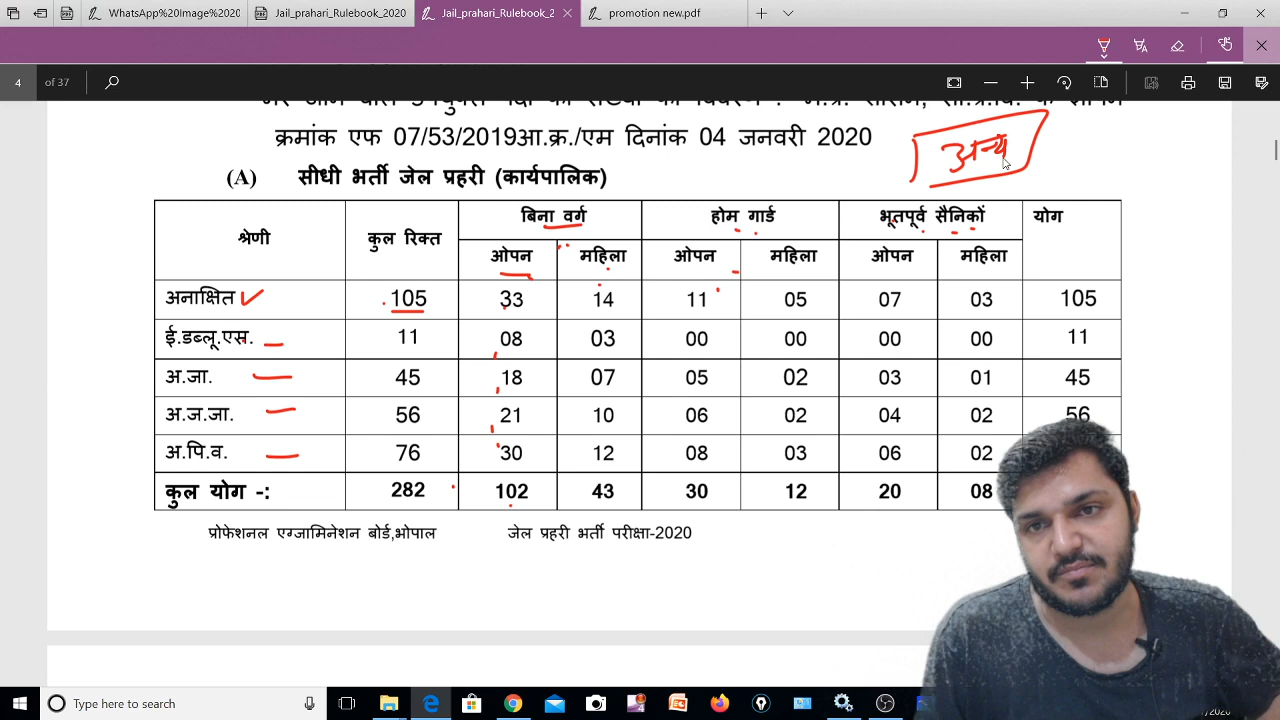 WhatsApp%20Image%2020 Jail_prahari_Rulebook_2020 Jail_prahari_Rulebook_2 promotion new.pdf
4 of 37
क्रमांक एफ 07/53/2019आ.क्र./एम दिनांक 04 जनवरी 2020
अन्य
(A) सीधी भर्ती जेल प्रहरी (कार्यपालिक)
श्रेणी कुल रिक्त बिना वर्ग होम गार्ड भूतपूर्व सैनिकों योग
ओपन महिला ओपन महिला ओपन महिला
अनाक्षित 105 33 14 11 05 07 03 105
ई.डब्लू.एस. 11 08 03 00 00 00 00 11
अ.जा. 45 18 07 05 02 03 01 45
अ.ज.जा. 56 21 10 06 02 04 02 56
अ.पि.व. 76 30 12 08 03 06 02
कुल योग -: 282 102 43 30 12 20 08
प्रोफेशनल एग्जामिनेशन बोर्ड,भोपाल जेल प्रहरी भर्ती परीक्षा-2020
Type here to search